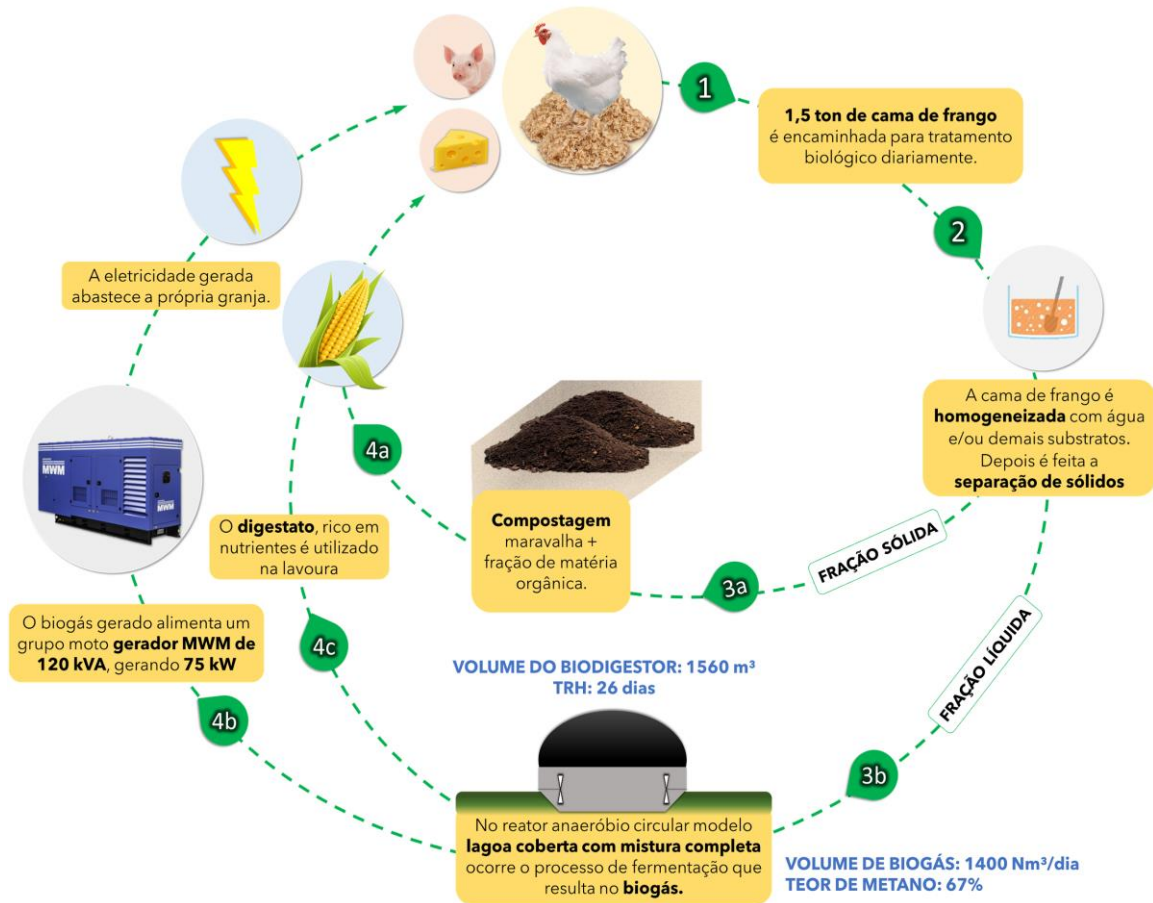 1
1,5 ton de cama de frango
é encaminhada para tratamento
biológico diariamente.
2
A cama de frango é
homogeneizada com água
e/ou demais substratos.
Depois é feita a
separação de sólidos
FRAÇÃO SÓLIDA
3a
Compostagem
maravalha +
fração de matéria
orgânica.
4a
FRAÇÃO LÍQUIDA
3b
VOLUME DO BIODIGESTOR: 1560 m³
TRH: 26 dias
No reator anaeróbio circular modelo
lagoa coberta com mistura completa
ocorre o processo de fermentação que
resulta no biogás.
VOLUME DE BIOGÁS: 1400 Nm³/dia
TEOR DE METANO: 67%
4b
O biogás gerado alimenta um
grupo moto gerador MWM de
120 kVA, gerando 75 kW
MWM
A eletricidade gerada
abastece a própria granja.
4c
O digestato, rico em
nutrientes é utilizado
na lavoura